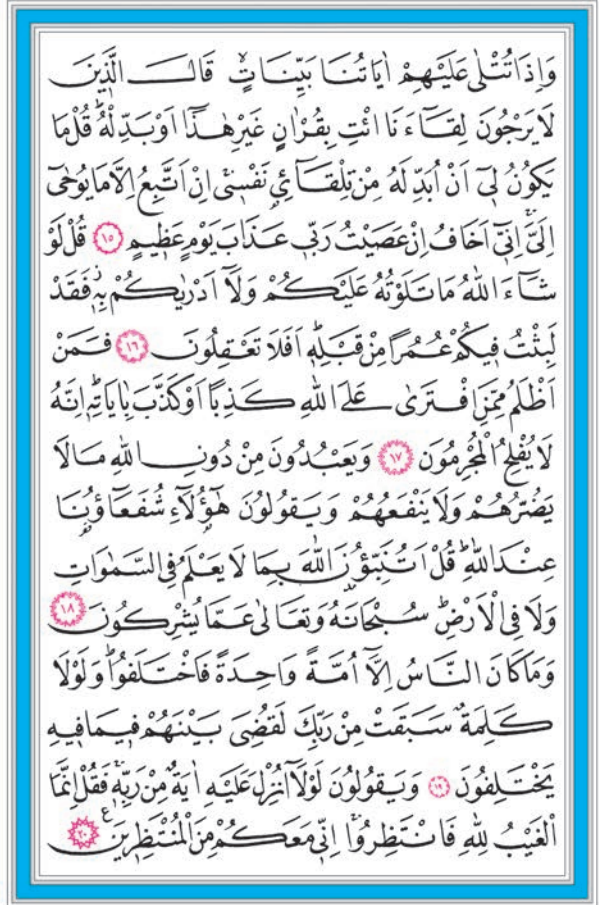 وَاِذَا تُتْلٰى عَلَيْهِمْ اٰيَاتُنَا بَيِّنَاتٍۙ قَالَ الَّذٖينَ
لَا يَرْجُونَ لِقَٓاءَنَا ائْتِ بِقُرْاٰنٍ غَيْرِ هٰذَٓا اَوْ بَدِّلْهُؕ قُلْ مَا
يَكُونُ لٖٓى اَنْ اُبَدِّلَهُ مِنْ تِلْقَٓائِ نَفْسٖىۚ اِنْ اَتَّبِعُ اِلَّا مَا يُوحٰٓى
اِلَىَّۚ اِنّٖٓى اَخَافُ اِنْ عَصَيْتُ رَبّٖى عَذَابَ يَوْمٍ عَظٖيمٍ ﴿١٥﴾ قُلْ لَوْ
شَٓاءَ اللّٰهُ مَا تَلَوْتُهُ عَلَيْكُمْ وَلَٓا اَدْرٰيكُمْ بِهٖۘ فَقَدْ
لَبِثْتُ فٖيكُمْ عُمُرًا مِنْ قَبْلِهٖؕ اَفَلَا تَعْقِلُونَ ﴿١٦﴾ فَمَنْ
اَظْلَمُ مِمَّنِ افْتَرٰى عَلَى اللّٰهِ كَذِبًا اَوْ كَذَّبَ بِاٰيَاتِهٖؕ اِنَّهُ
لَا يُفْلِحُ الْمُجْرِمُونَ ﴿١٧﴾ وَيَعْبُدُونَ مِنْ دُونِ اللّٰهِ مَا لَا
يَضُرُّهُمْ وَلَا يَنْفَعُهُمْ وَيَقُولُونَ هٰٓؤُلَٓاءِ شُفَعَٓاؤُنَا
عِنْدَ اللّٰهِؕ قُلْ اَتُنَبِّؤُنَ اللّٰهَ بِمَا لَا يَعْلَمُ فِى السَّمٰوَاتِ
وَلَا فِى الْاَرْضِؕ سُبْحَانَهُ وَتَعَالٰى عَمَّا يُشْرِكُونَ ﴿١٨﴾
وَمَا كَانَ النَّاسُ اِلَّٓا اُمَّةً وَاحِدَةً فَاخْتَلَفُواؕ وَلَوْلَا
كَلِمَةٌ سَبَقَتْ مِنْ رَبِّكَ لَقُضِىَ بَيْنَهُمْ فٖيمَا فٖيهِ
يَخْتَلِفُونَ ﴿١٩﴾ وَيَقُولُونَ لَوْلَٓا اُنْزِلَ عَلَيْهِ اٰيَةٌ مِنْ رَبِّهٖۚ فَقُلْ اِنَّمَا
الْغَيْبُ لِلّٰهِ فَانْتَظِرُواۚ اِنّٖى مَعَكُمْ مِنَ الْمُنْتَظِرٖينَ ﴿٢٠﴾ ع